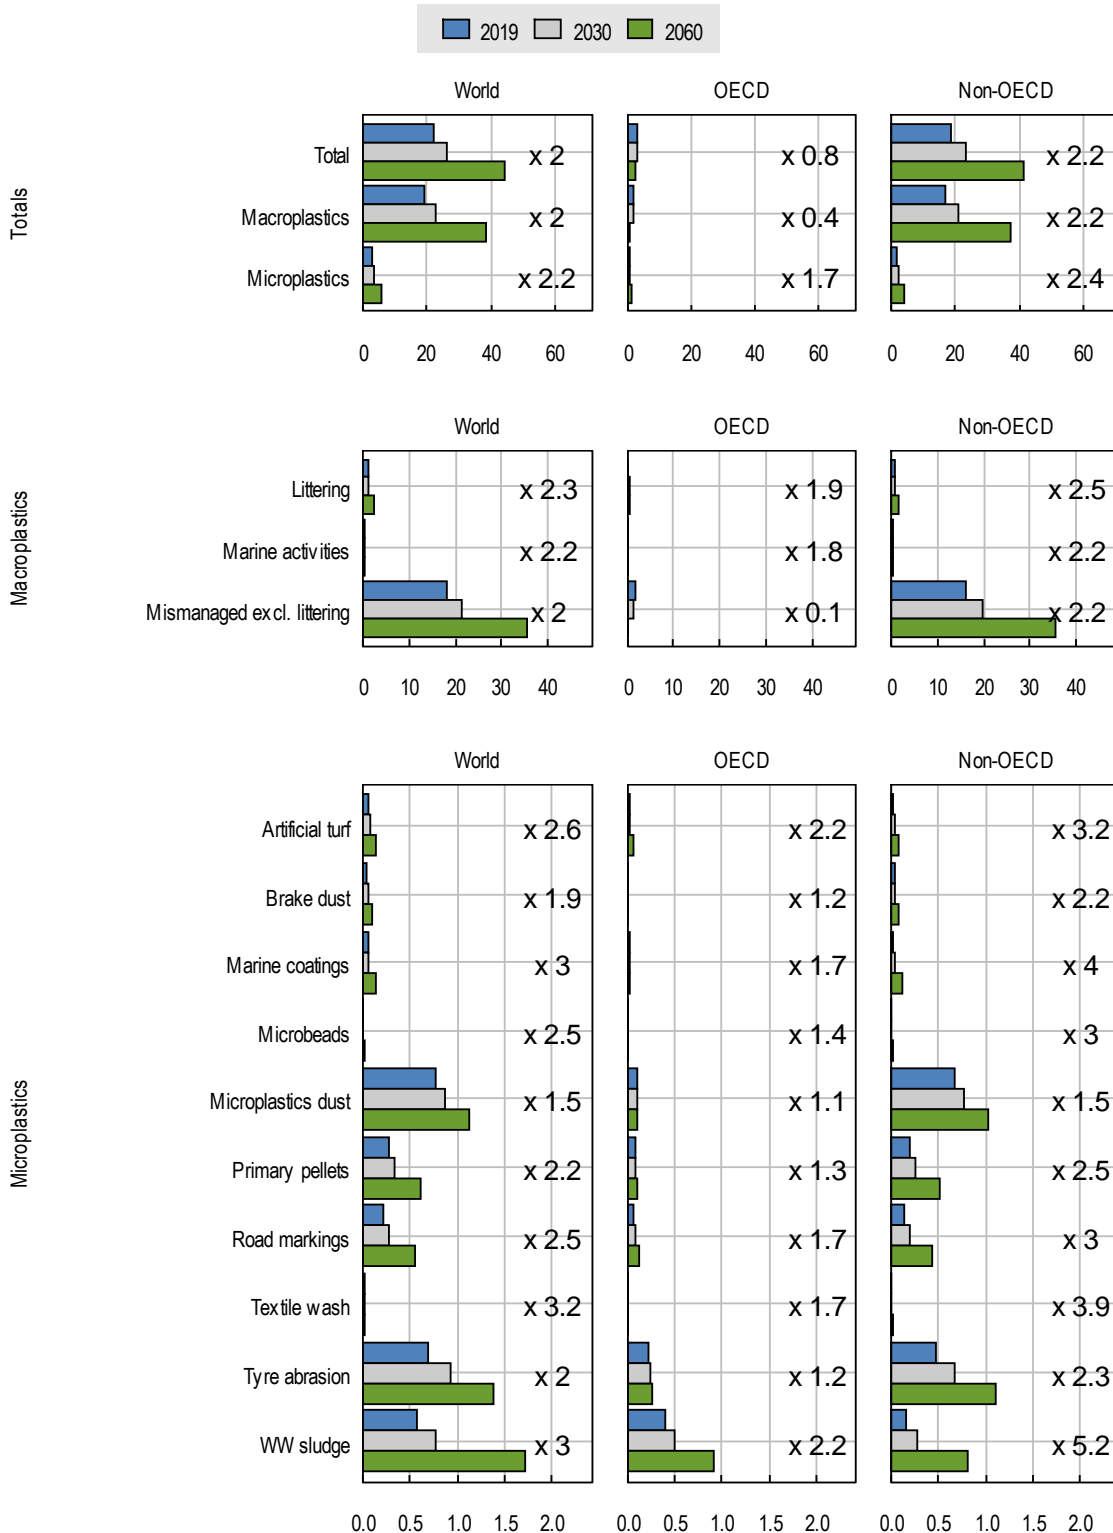 2019 2030 2060
Totals
World OECD Non-OECD
Total x 2 x 0.8 x 2.2
Macroplastics x 2 x 0.4 x 2.2
Microplastics x 2.2 x 1.7 x 2.4
0 20 40 60 0 20 40 60 0 20 40 60
Macroplastics
World OECD Non-OECD
Littering x 2.3 x 1.9 x 2.5
Marine activities x 2.2 x 1.8 x 2.2
Mismanaged excl. littering x 2 x 0.1 x 2.2
0 10 20 30 40 0 10 20 30 40 0 10 20 30 40
Microplastics
World OECD Non-OECD
Artificial turf x 2.6 x 2.2 x 3.2
Brake dust x 1.9 x 1.2 x 2.2
Marine coatings x 3 x 1.7 x 4
Microbeads x 2.5 x 1.4 x 3
Microplastics dust x 1.5 x 1.1 x 1.5
Primary pellets x 2.2 x 1.3 x 2.5
Road markings x 2.5 x 1.7 x 3
Textile wash x 3.2 x 1.7 x 3.9
Tyre abrasion x 2 x 1.2 x 2.3
WW sludge x 3 x 2.2 x 5.2
0.0 0.5 1.0 1.5 2.0 0.0 0.5 1.0 1.5 2.0 0.0 0.5 1.0 1.5 2.0